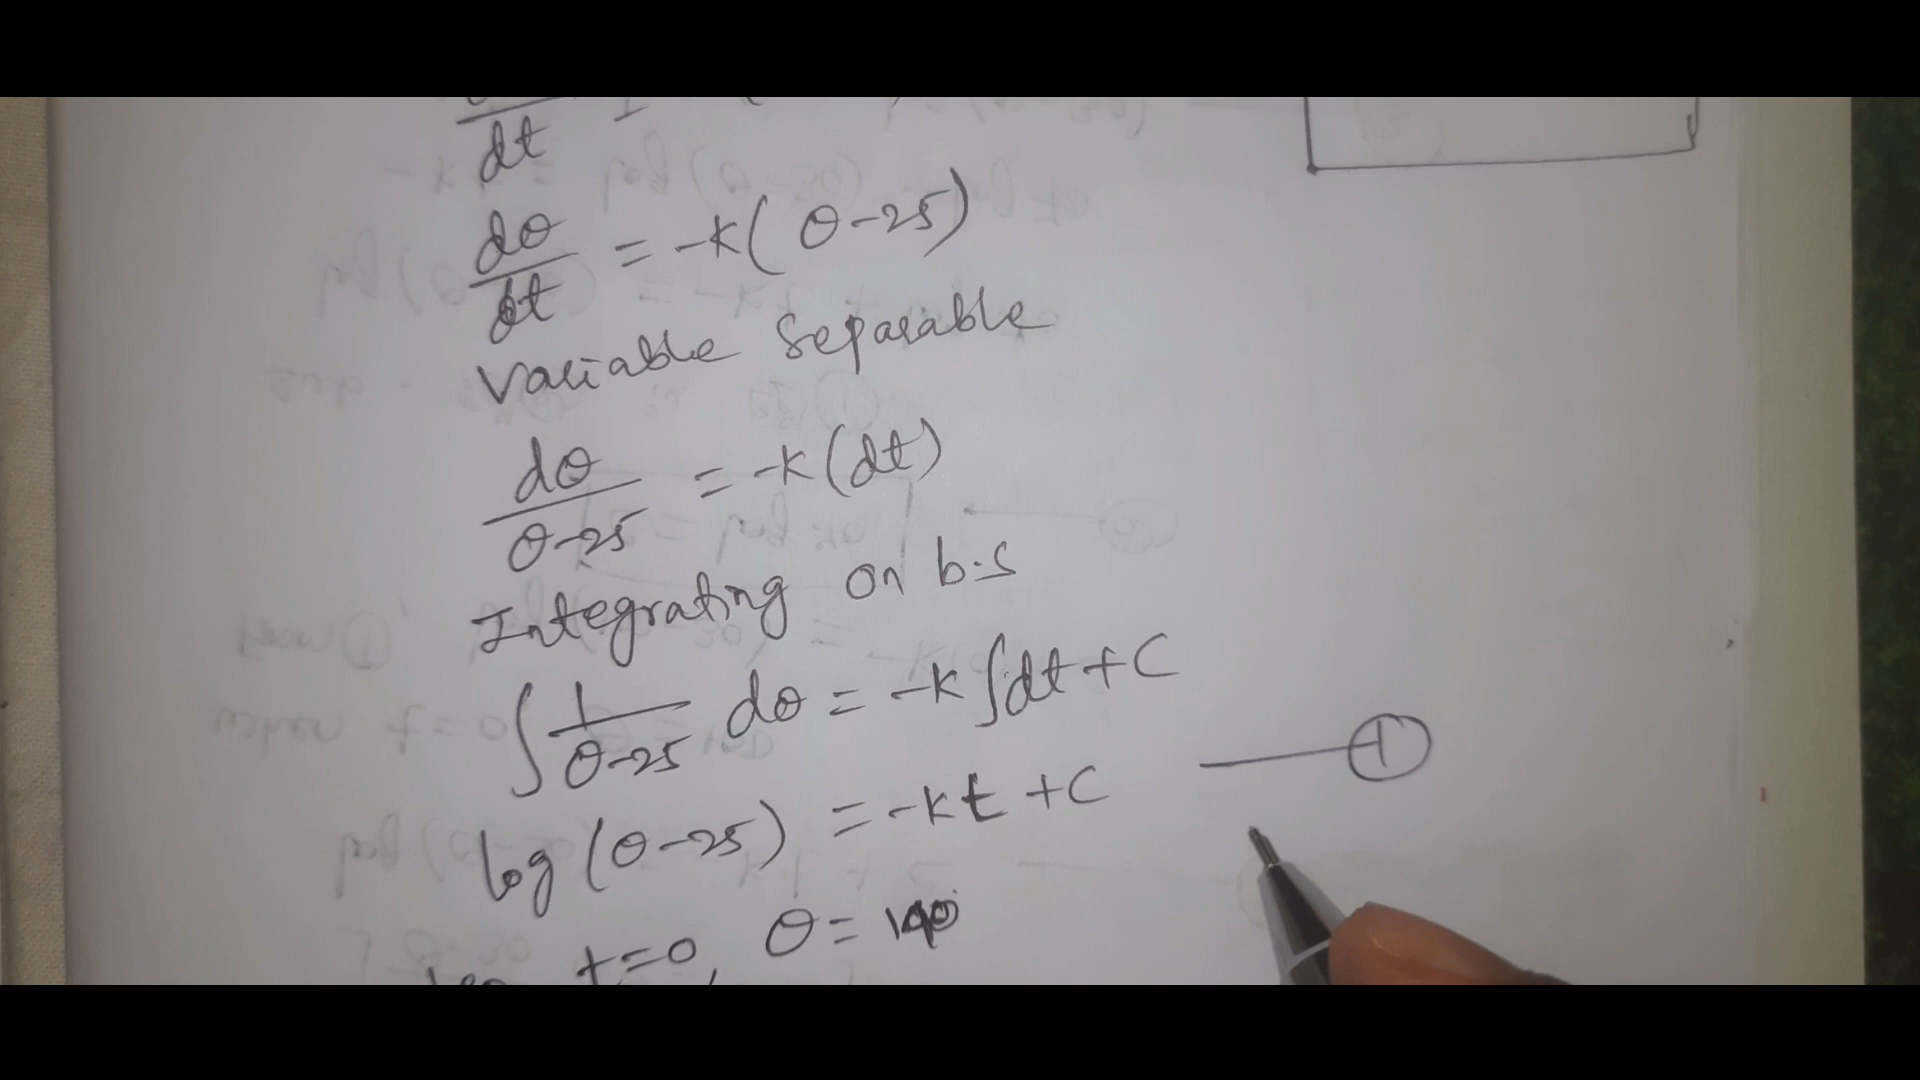 dt
dθ/dt = -k( θ-25)
Variable Separable
dθ/θ-25 = -k(dt)
Integrating on b.s
∫ 1/θ-25 dθ = -k ∫dt + C
log (θ-25) = -kt + C ——— 1
t=0, θ=